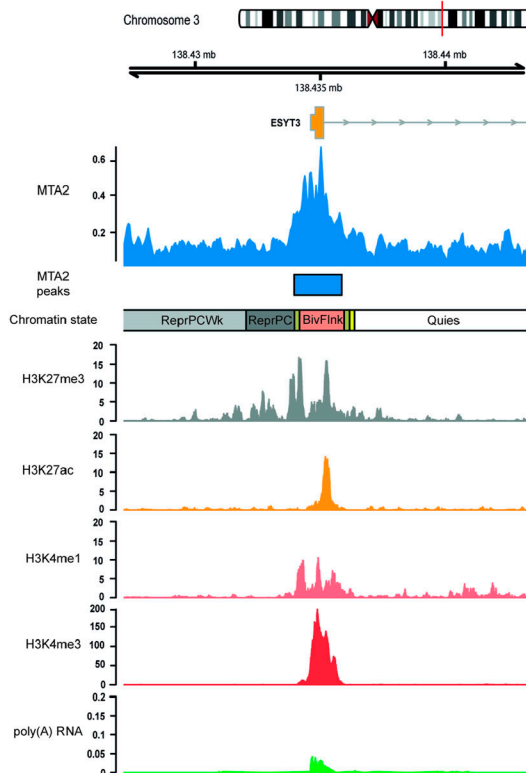 Chromosome 3
138.43 mb
138.44 mb
138.435 mb
ESYT3
MTA2
0.6
0.4
0.2
MTA2
peaks
Chromatin state
ReprPCWk
ReprPC
BivFlnk
Quies
H3K27me3
20
15
10
5
0
H3K27ac
20
15
10
5
0
H3K4me1
20
15
10
5
0
H3K4me3
200
150
100
50
0
poly(A) RNA
0.2
0.15
0.1
0.05
0